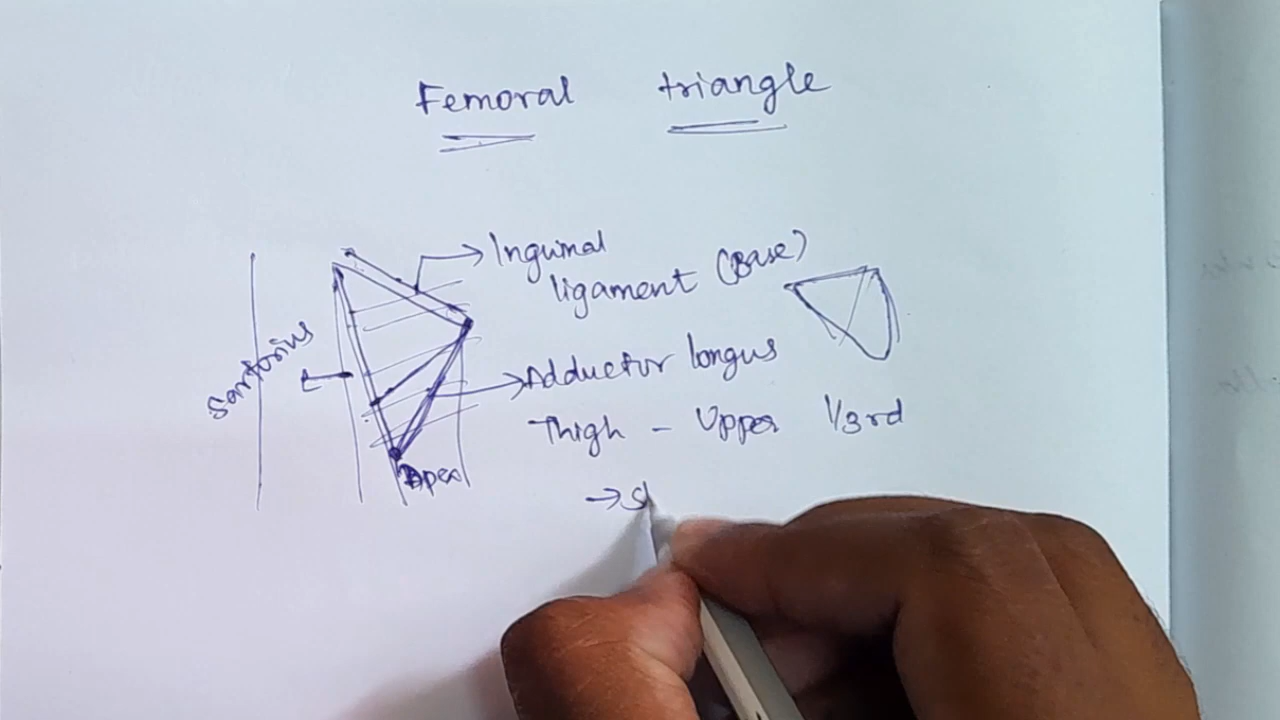 Femoral triangle
Inguinal
ligament (Base)
Sartorius
Adductor longus
Thigh - Upper 1/3rd
Apex